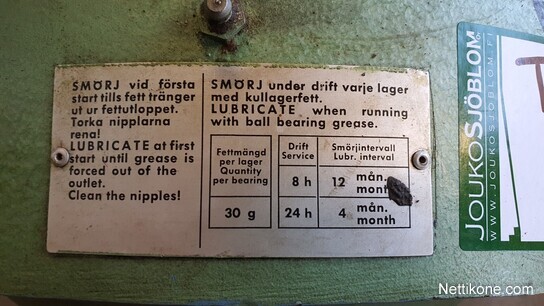 SMÖRJ vid första
start tills fett tränger
ut ur fettutloppet.
Torka nipplarna
rena!
LUBRICATE at first
start until grease is
forced out of the
outlet.
Clean the nipples!
SMÖRJ under drift varje lager
med kullagerfett.
LUBRICATE when running
with ball bearing grease.
Fettmängd
per lager
Quantity
per bearing
30 g
Drift
Service
Smörjintervall
Lubr. interval
8 h 12 mån.
month
24 h 4 mån.
month
JOUKOSJÖBLOM
WWW.JOUKOSJOBLOM.FI
Nettikone.com